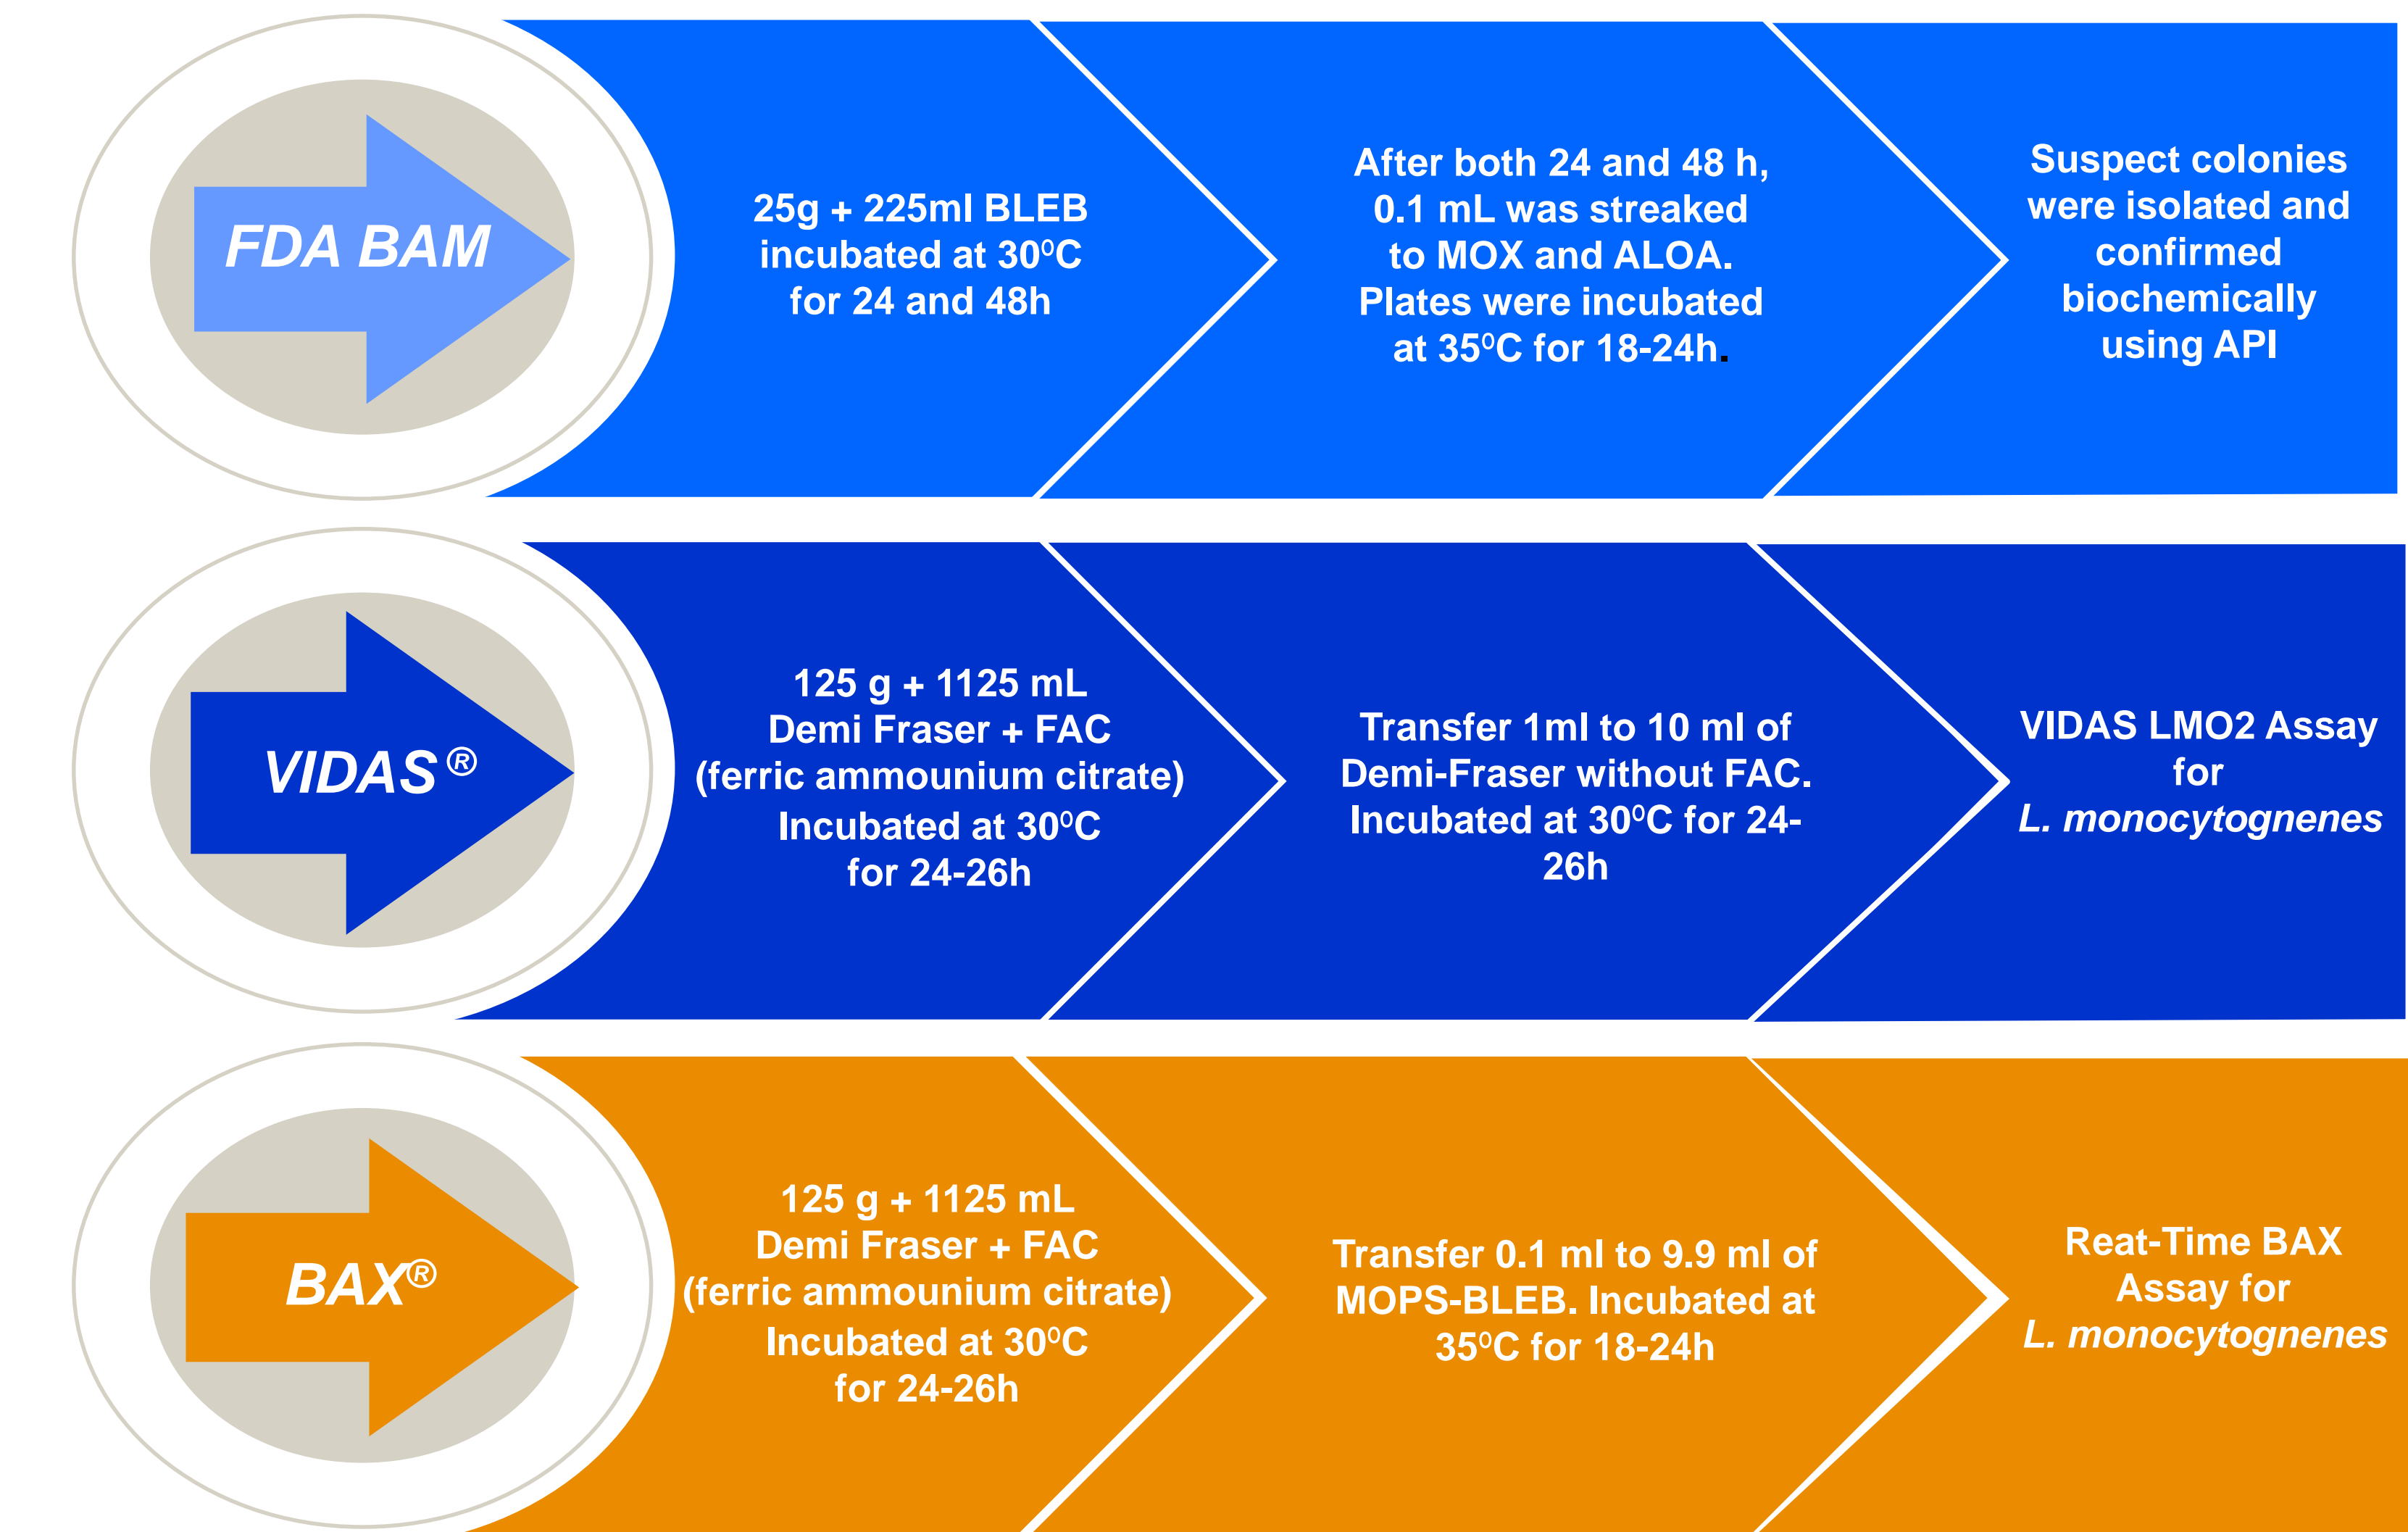 FDA BAM
25g + 225ml BLEB
incubated at 30⁰C
for 24 and 48h
After both 24 and 48 h,
0.1 mL was streaked
to MOX and ALOA.
Plates were incubated
at 35⁰C for 18-24h.
Suspect colonies
were isolated and
confirmed
biochemically
using API
VIDAS ®
125 g + 1125 mL
Demi Fraser + FAC
(ferric ammounium citrate)
Incubated at 30⁰C
for 24-26h
Transfer 1ml to 10 ml of
Demi-Fraser without FAC.
Incubated at 30⁰C for 24-
26h
VIDAS LMO2 Assay
for
L. monocytognenes
BAX®
125 g + 1125 mL
Demi Fraser + FAC
(ferric ammounium citrate)
Incubated at 30⁰C
for 24-26h
Transfer 0.1 ml to 9.9 ml of
MOPS-BLEB. Incubated at
35⁰C for 18-24h
Reat-Time BAX
Assay for
L. monocytognenes